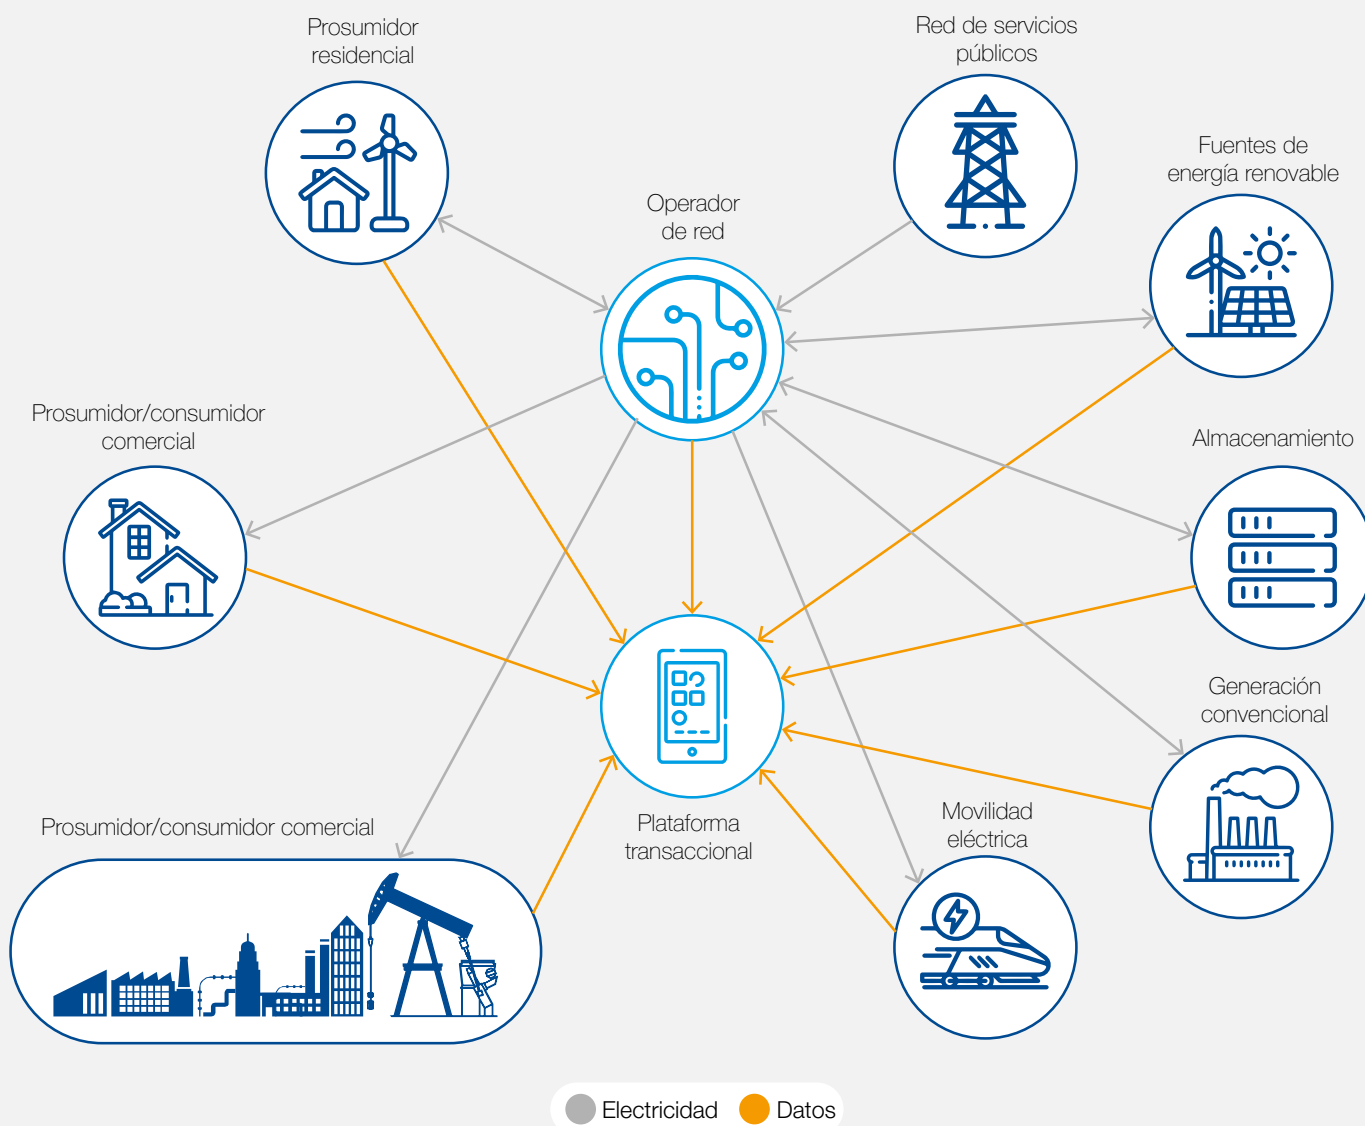 Prosumidor
residencial
Red de servicios
públicos
Fuentes de
energía renovable
Operador
de red
Prosumidor/consumidor
comercial
Almacenamiento
Generación
convencional
Prosumidor/consumidor comercial
Plataforma
transaccional
Movilidad
eléctrica
Electricidad
Datos